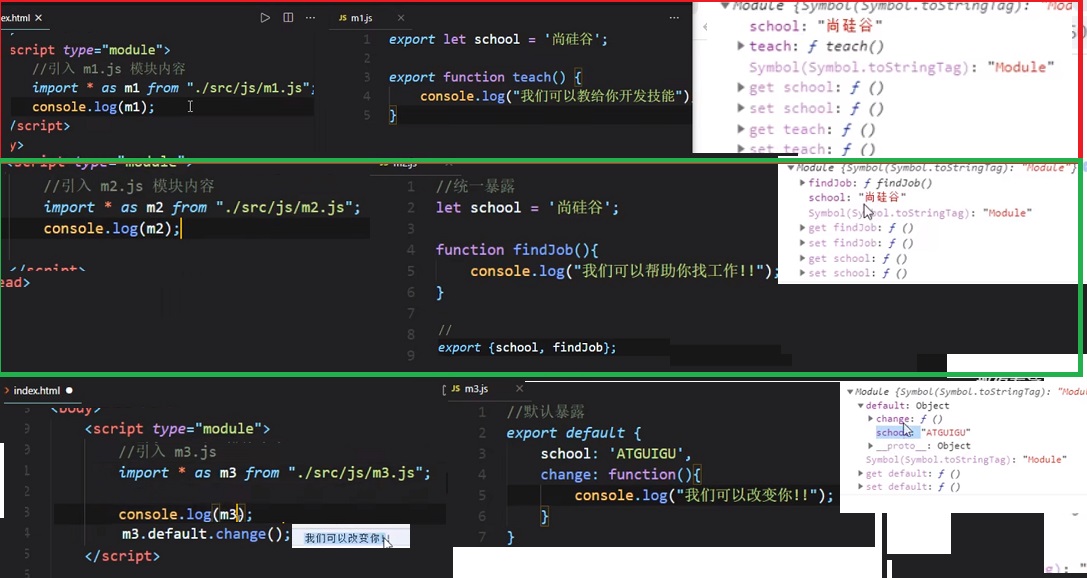 ex.html
JS m1.js
script type="module">
//引入 m1.js 模块内容
import * as m1 from "./src/js/m1.js";
console.log(m1);
/script>
y>
1 export let school = '尚硅谷';
2
3 export function teach() {
4 console.log("我们可以教给你开发技能")
5 }
Module {Symbol(Symbol.toStringTag): "Mod
school: "尚硅谷"
teach: ƒ teach()
Symbol(Symbol.toStringTag): "Module"
get school: ƒ ()
set school: ƒ ()
get teach: ƒ ()
set teach: ƒ ()
<script type="module">
//引入 m2.js 模块内容
import * as m2 from "./src/js/m2.js";
console.log(m2);
</script>
ead>
m2.js
1 //统一暴露
2 let school = '尚硅谷';
3
4 function findJob(){
5 console.log("我们可以帮助你找工作!!");
6 }
7
8 //
9 export {school, findJob};
Module {Symbol(Symbol.toStringTag): "Module"}
findJob: ƒ findJob()
school: "尚硅谷"
Symbol(Symbol.toStringTag): "Module"
get findJob: ƒ ()
set findJob: ƒ ()
get school: ƒ ()
set school: ƒ ()
index.html
<body>
<script type="module">
//引入 m3.js
import * as m3 from "./src/js/m3.js";
console.log(m3);
m3.default.change();
我们可以改变你!!
</script>
JS m3.js
1 //默认暴露
2 export default {
3 school: 'ATGUIGU',
4 change: function(){
5 console.log("我们可以改变你!!");
6 }
7 }
Module {Symbol(Symbol.toStringTag): "Modu
default: Object
change: ƒ ()
school: "ATGUIGU"
__proto__: Object
Symbol(Symbol.toStringTag): "Module"
get default: ƒ ()
set default: ƒ ()